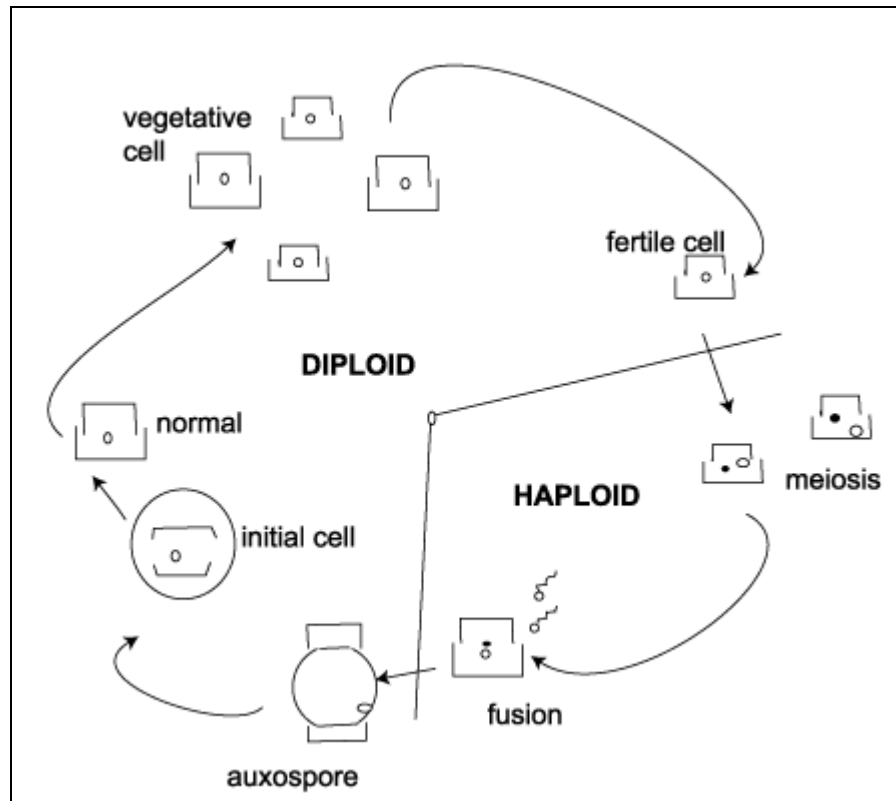 vegetative
cell
fertile cell
DIPLOID
normal
HAPLOID
meiosis
initial cell
fusion
auxospore